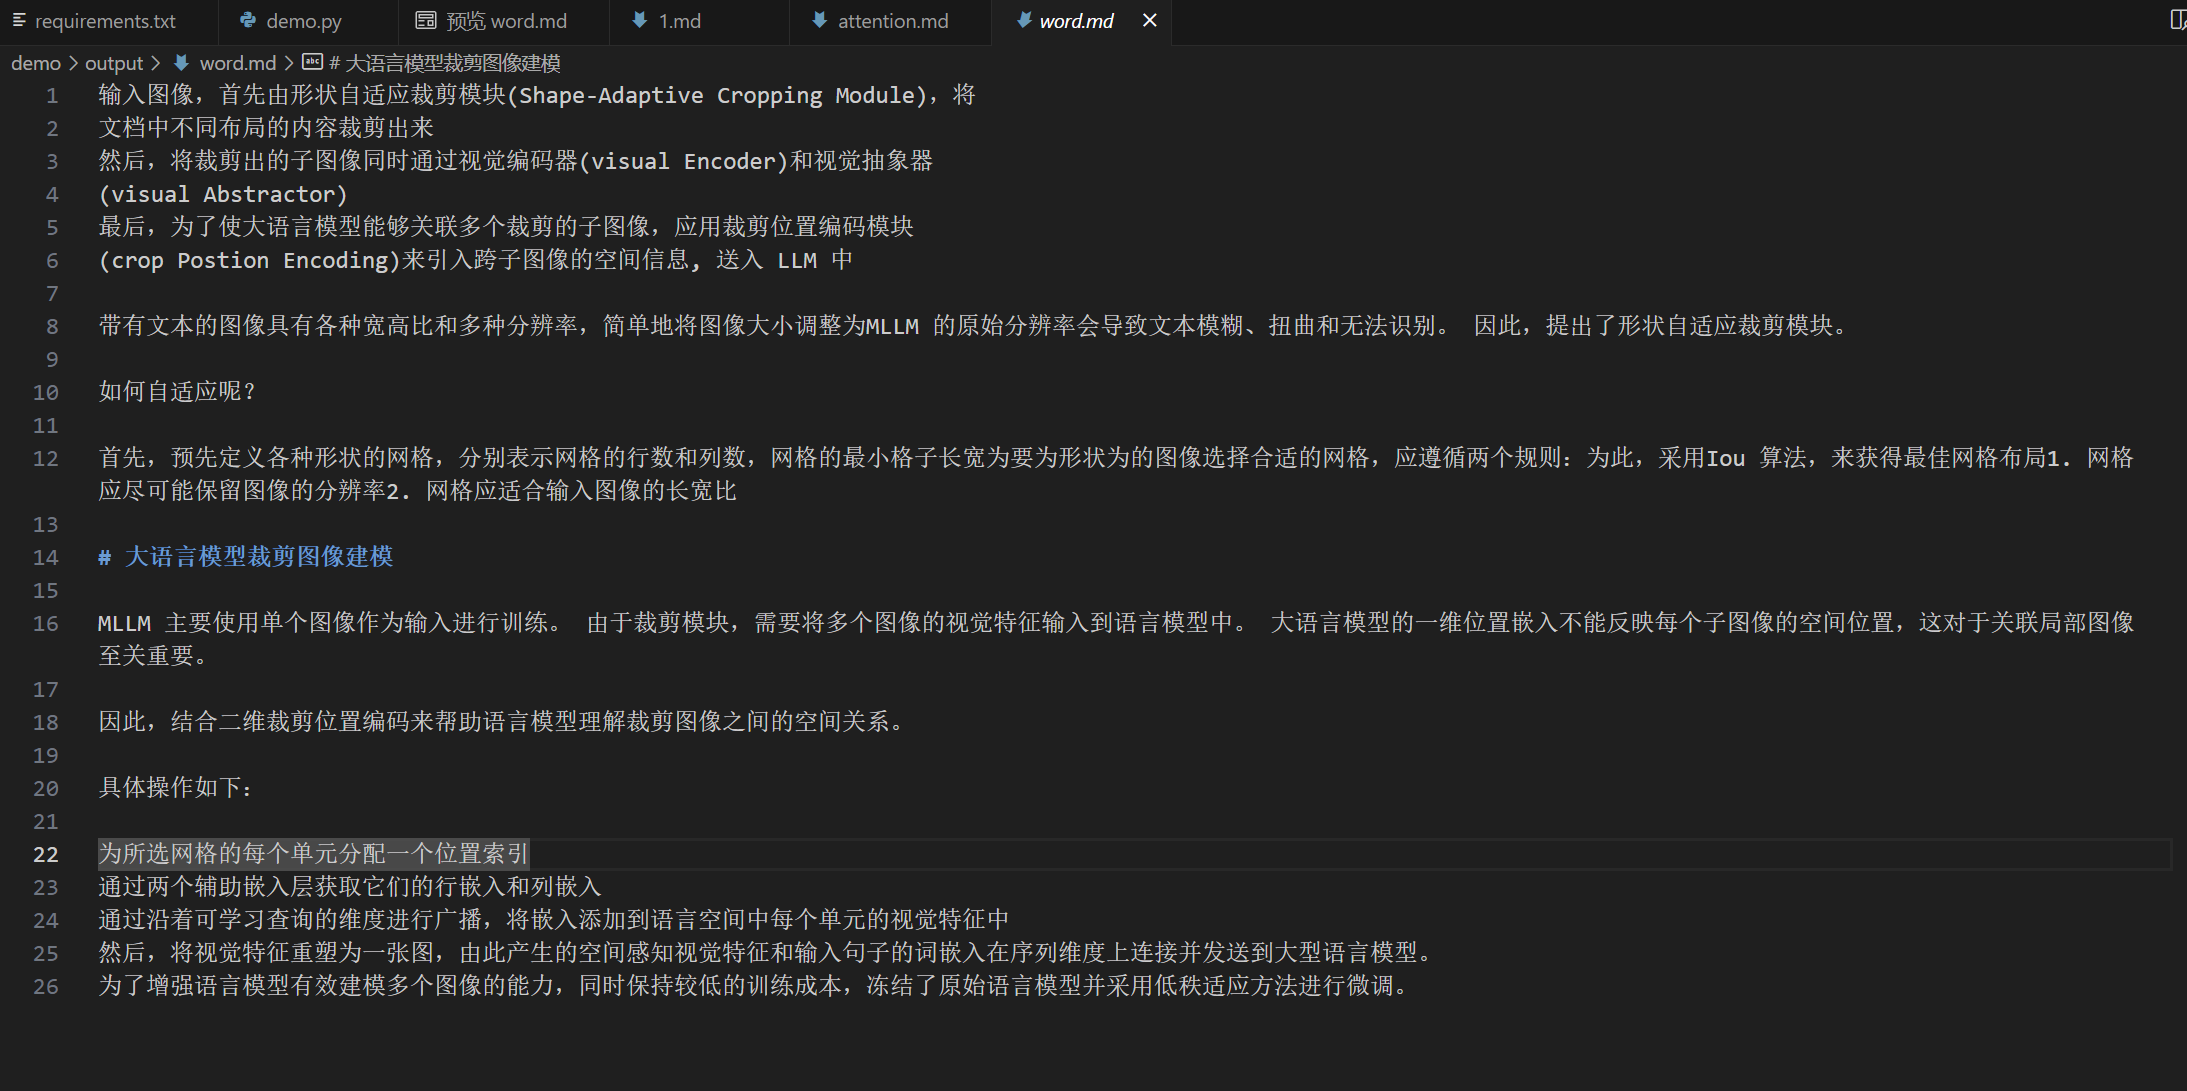 requirements.txt
demo.py
预览 word.md
1.md
attention.md
word.md
demo > output > word.md > # 大语言模型裁剪图像建模
1 输入图像，首先由形状自适应裁剪模块(Shape-Adaptive Cropping Module)，将
2 文档中不同布局的内容裁剪出来
3 然后，将裁剪出的子图像同时通过视觉编码器(visual Encoder)和视觉抽象器
4 (visual Abstractor)
5 最后，为了使大语言模型能够关联多个裁剪的子图像，应用裁剪位置编码模块
6 (crop Postion Encoding)来引入跨子图像的空间信息, 送入 LLM 中
7
8 带有文本的图像具有各种宽高比和多种分辨率，简单地将图像大小调整为MLLM 的原始分辨率会导致文本模糊、扭曲和无法识别。 因此，提出了形状自适应裁剪模块。
9
10 如何自适应呢？
11
12 首先，预先定义各种形状的网格，分别表示网格的行数和列数，网格的最小格子长宽为要为形状为的图像选择合适的网格，应遵循两个规则：为此，采用Iou 算法，来获得最佳网格布局1. 网格
应尽可能保留图像的分辨率2. 网格应适合输入图像的长宽比
13
14 # 大语言模型裁剪图像建模
15
16 MLLM 主要使用单个图像作为输入进行训练。 由于裁剪模块，需要将多个图像的视觉特征输入到语言模型中。 大语言模型的一维位置嵌入不能反映每个子图像的空间位置，这对于关联局部图像
至关重要。
17
18 因此，结合二维裁剪位置编码来帮助语言模型理解裁剪图像之间的空间关系。
19
20 具体操作如下：
21
22 为所选网格的每个单元分配一个位置索引
23 通过两个辅助嵌入层获取它们的行嵌入和列嵌入
24 通过沿着可学习查询的维度进行广播，将嵌入添加到语言空间中每个单元的视觉特征中
25 然后，将视觉特征重塑为一张图，由此产生的空间感知视觉特征和输入句子的词嵌入在序列维度上连接并发送到大型语言模型。
26 为了增强语言模型有效建模多个图像的能力，同时保持较低的训练成本，冻结了原始语言模型并采用低秩适应方法进行微调。